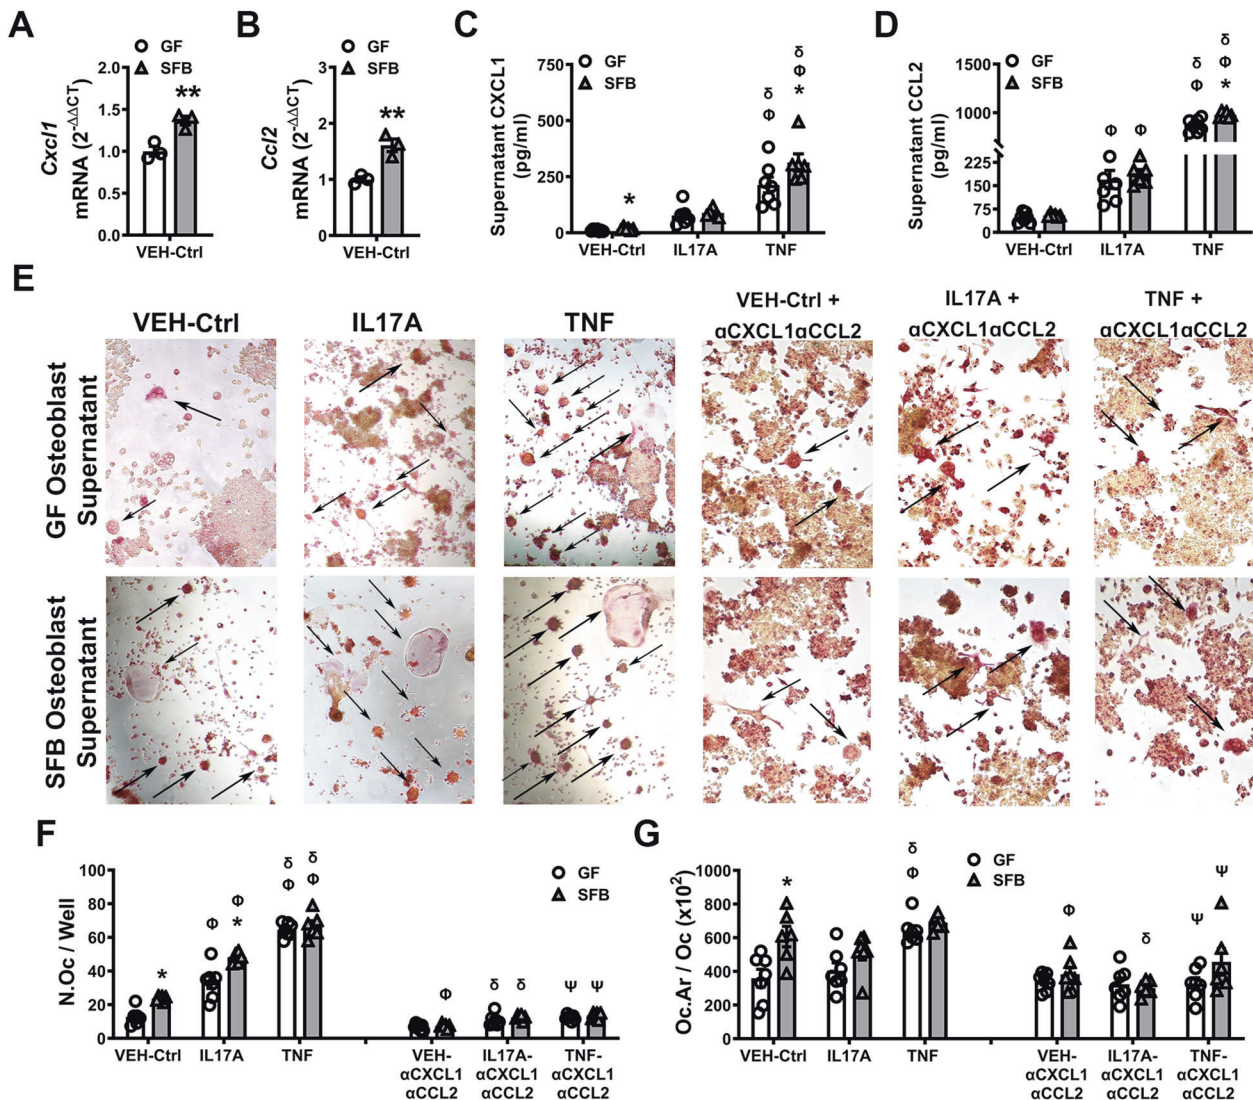 A
GF
SFB
Cxcl1
mRNA (2^-ΔΔCT)
2.0
1.5
1.0
0.5
0.0
**
VEH-Ctrl
B
GF
SFB
Ccl2
mRNA (2^-ΔΔCT)
3
2
1
0
**
VEH-Ctrl
C
GF
SFB
Supernatant CXCL1
(pg/ml)
750
500
250
0
*
δ
Φ
δ
Φ
*
VEH-Ctrl IL17A TNF
D
GF
SFB
Supernatant CCL2
(pg/ml)
1500
1000
225
150
75
0
Φ Φ
δ
Φ
δ
Φ
*
VEH-Ctrl IL17A TNF
E
VEH-Ctrl
IL17A
TNF
VEH-Ctrl +
αCXCL1αCCL2
IL17A +
αCXCL1αCCL2
TNF +
αCXCL1αCCL2
GF Osteoblast
Supernatant
SFB Osteoblast
Supernatant
F
GF
SFB
N.Oc / Well
100
80
60
40
20
0
*
Φ
Φ
*
δ
Φ
δ
Φ
Φ
δ δ
Ψ Ψ
VEH-Ctrl IL17A TNF
VEH-
αCXCL1
αCCL2
IL17A-
αCXCL1
αCCL2
TNF-
αCXCL1
αCCL2
G
GF
SFB
Oc.Ar / Oc (x10²)
1000
800
600
400
200
0
*
δ
Φ
Φ
δ
Ψ
Ψ
VEH-Ctrl IL17A TNF
VEH-
αCXCL1
αCCL2
IL17A-
αCXCL1
αCCL2
TNF-
αCXCL1
αCCL2